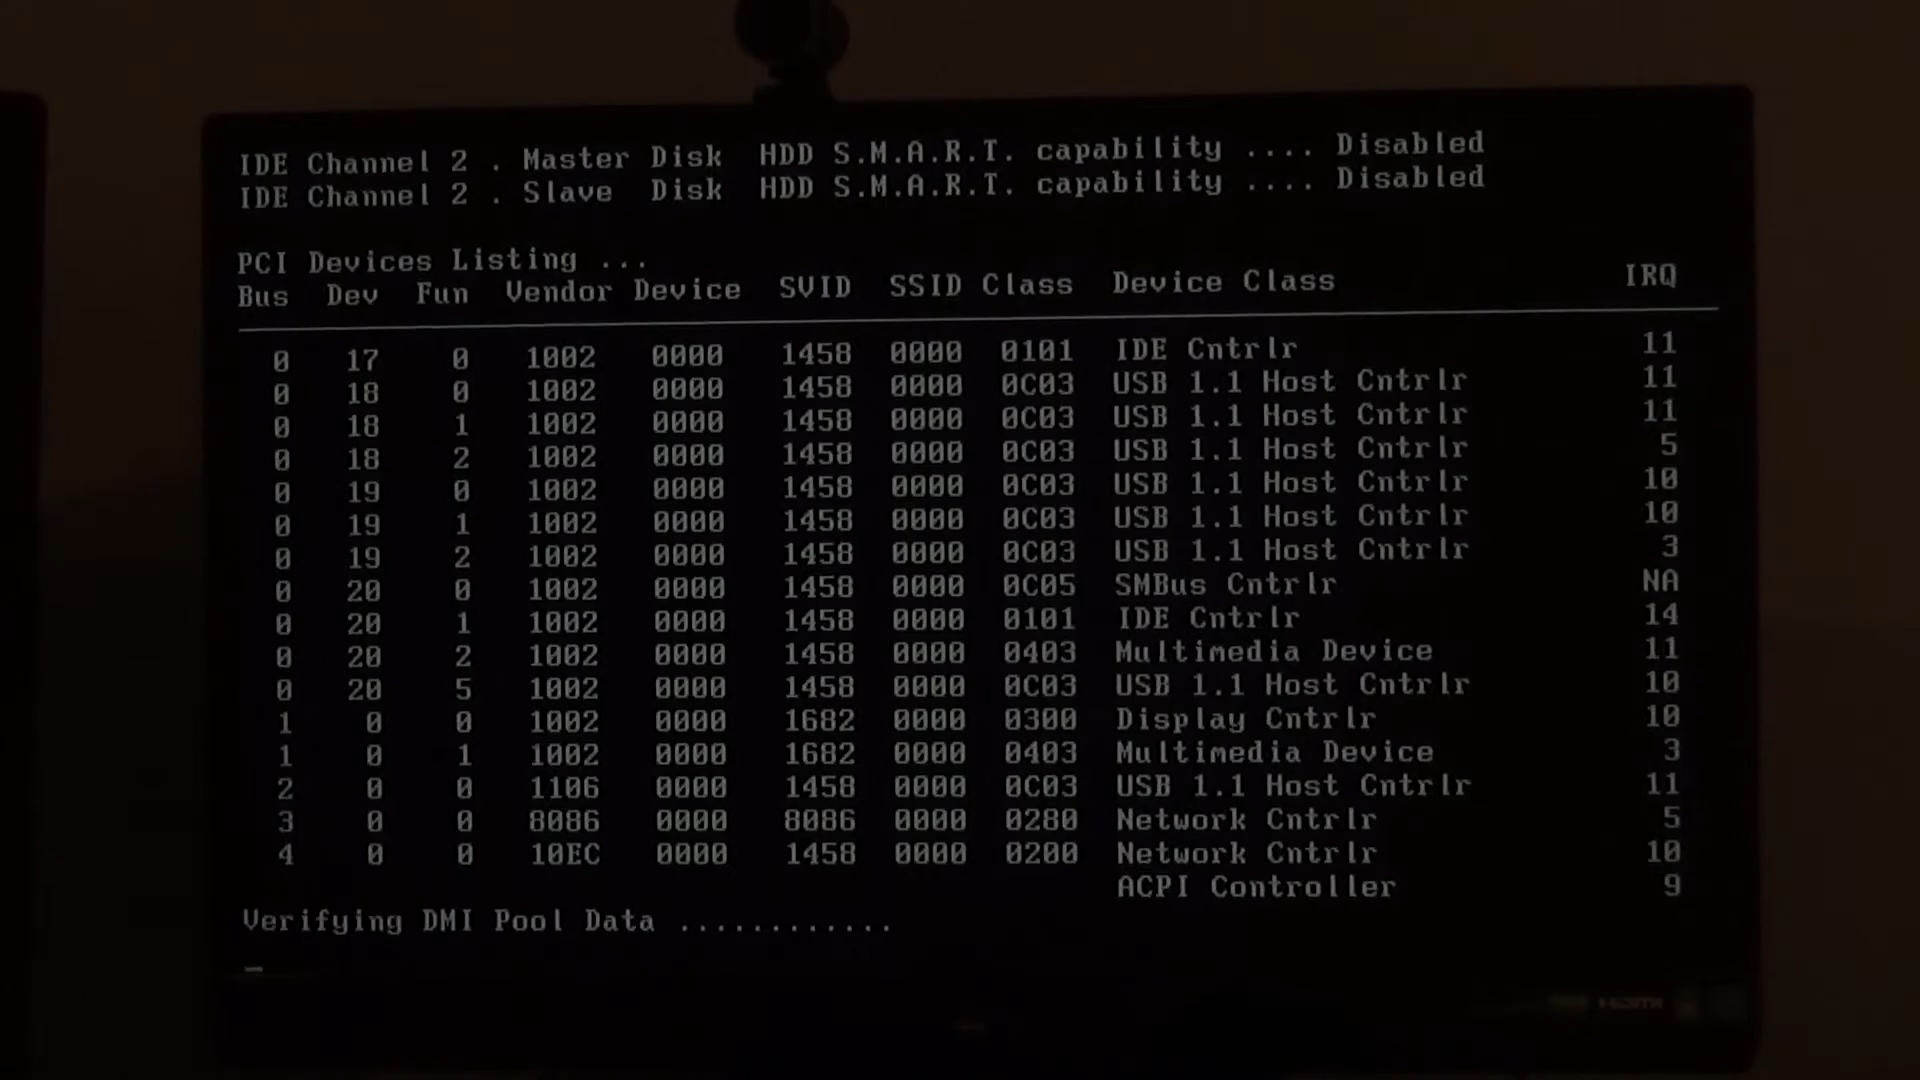 IDE Channel 2 . Master Disk HDD S.M.A.R.T. capability .... Disabled
IDE Channel 2 . Slave Disk HDD S.M.A.R.T. capability .... Disabled
PCI Devices Listing ...
Bus Dev Fun Vendor Device SVID SSID Class Device Class IRQ
0 17 0 1002 0000 1458 0000 0101 IDE Cntrlr 11
0 18 0 1002 0000 1458 0000 0C03 USB 1.1 Host Cntrlr 11
0 18 1 1002 0000 1458 0000 0C03 USB 1.1 Host Cntrlr 11
0 18 2 1002 0000 1458 0000 0C03 USB 1.1 Host Cntrlr 5
0 19 0 1002 0000 1458 0000 0C03 USB 1.1 Host Cntrlr 10
0 19 1 1002 0000 1458 0000 0C03 USB 1.1 Host Cntrlr 10
0 19 2 1002 0000 1458 0000 0C03 USB 1.1 Host Cntrlr 3
0 20 0 1002 0000 1458 0000 0C05 SMBus Cntrlr NA
0 20 1 1002 0000 1458 0000 0101 IDE Cntrlr 14
0 20 2 1002 0000 1458 0000 0403 Multimedia Device 11
0 20 5 1002 0000 1458 0000 0C03 USB 1.1 Host Cntrlr 10
1 0 0 1002 0000 1682 0000 0300 Display Cntrlr 10
1 0 1 1002 0000 1682 0000 0403 Multimedia Device 3
2 0 0 1106 0000 1458 0000 0C03 USB 1.1 Host Cntrlr 11
3 0 0 8086 0000 8086 0000 0280 Network Cntrlr 5
4 0 0 10EC 0000 1458 0000 0200 Network Cntrlr 10
ACPI Controller 9
Verifying DMI Pool Data ............
HDMI